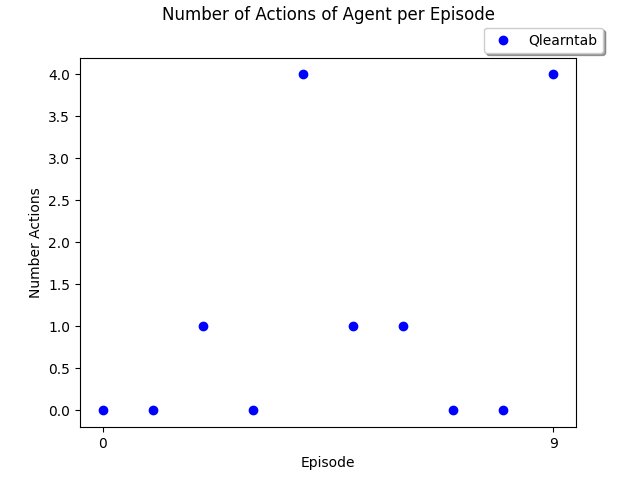 Number of Actions of Agent per Episode
Qlearntab
4.0
3.5
3.0
2.5
2.0
1.5
1.0
0.5
0.0
Number Actions
0 9
Episode